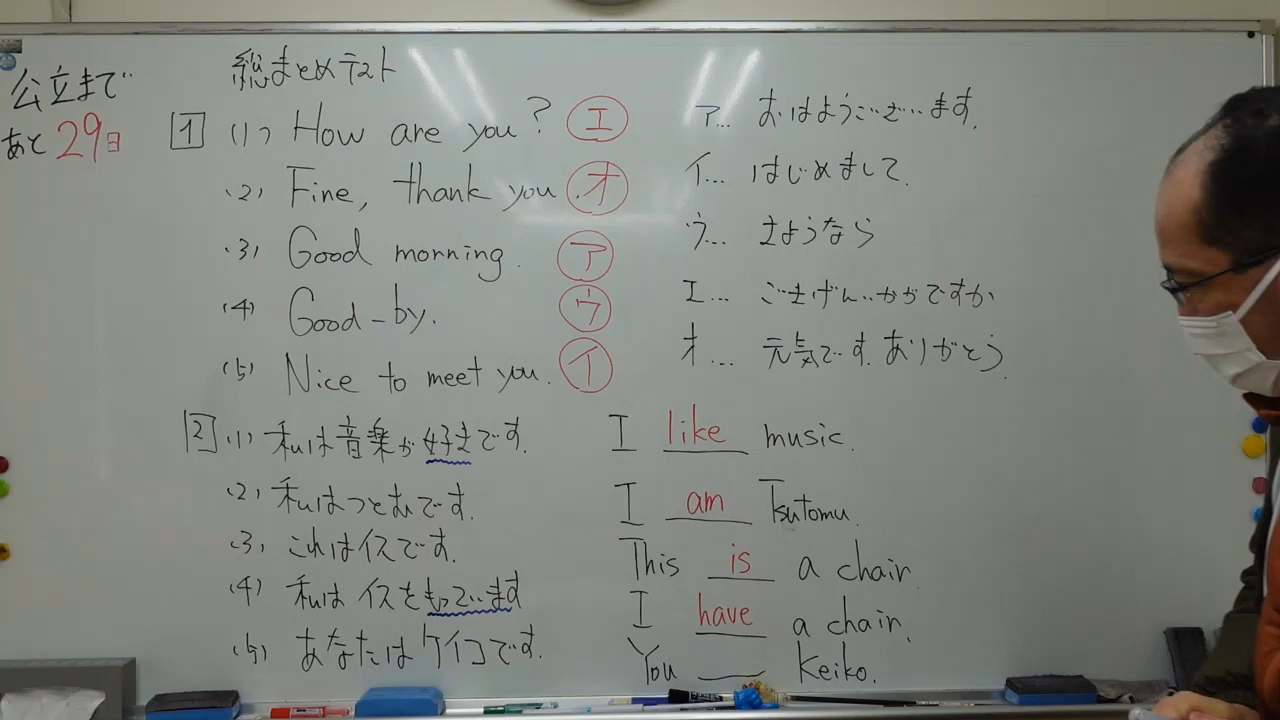 公立まで
あと29日
総まとめテスト
1 (1) How are you? エ
(2) Fine, thank you. オ
(3) Good morning. ア
(4) Good-by. ウ
(5) Nice to meet you. イ
ア… おはようございます。
イ… はじめまして。
ウ… さようなら
エ… ごきげんいかがですか
オ… 元気です。ありがとう。
2 (1) 私は音楽が好きです。 I like music.
(2) 私はつとむです。 I am Tsutomu.
(3) これはイスです。 This is a chair.
(4) 私はイスをもっています I have a chair.
(5) あなたはケイコです。 You ___ Keiko.